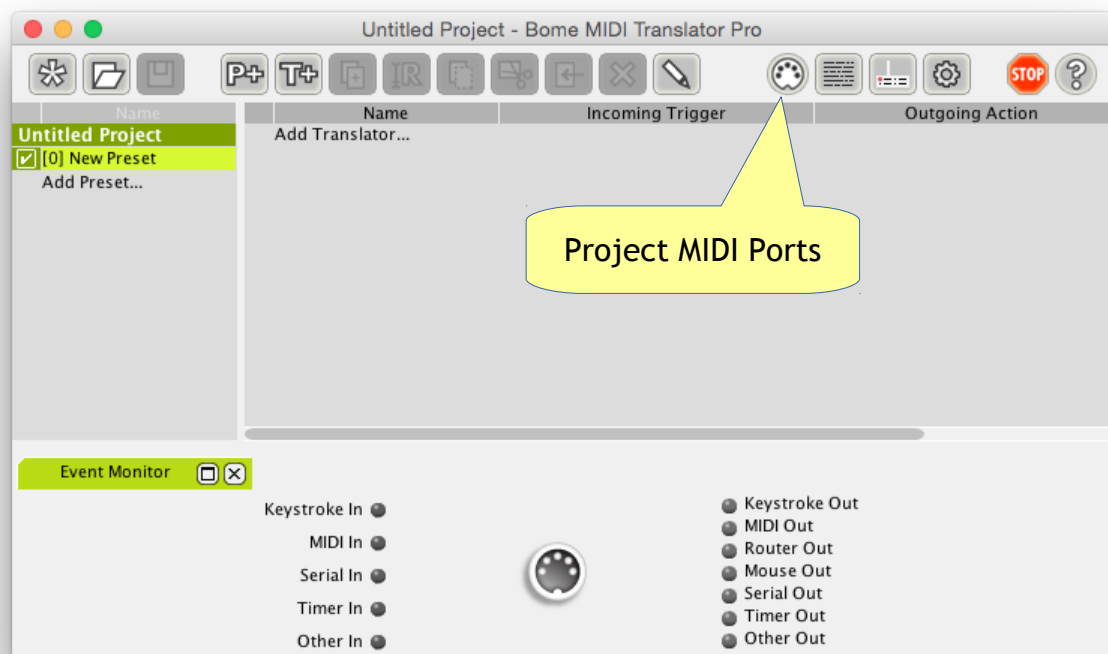 Untitled Project - Bome MIDI Translator Pro
P+ T+ IR STOP ?
Name Name Incoming Trigger Outgoing Action
Untitled Project Add Translator...
[0] New Preset
Add Preset...
Project MIDI Ports
Event Monitor
Keystroke In
MIDI In
Serial In
Timer In
Other In
Keystroke Out
MIDI Out
Router Out
Mouse Out
Serial Out
Timer Out
Other Out